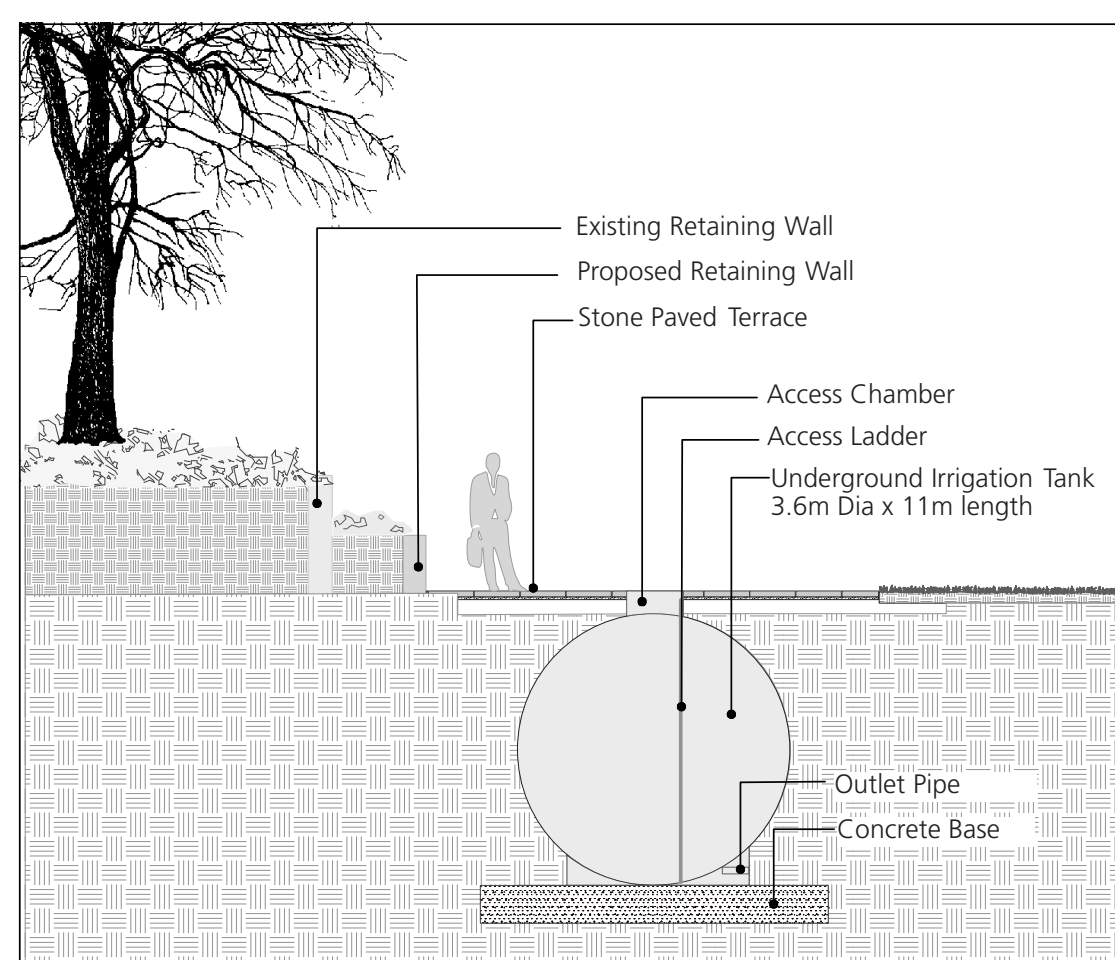 Existing Retaining Wall
Proposed Retaining Wall
Stone Paved Terrace
Access Chamber
Access Ladder
Underground Irrigation Tank
3.6m Dia x 11m length
Outlet Pipe
Concrete Base